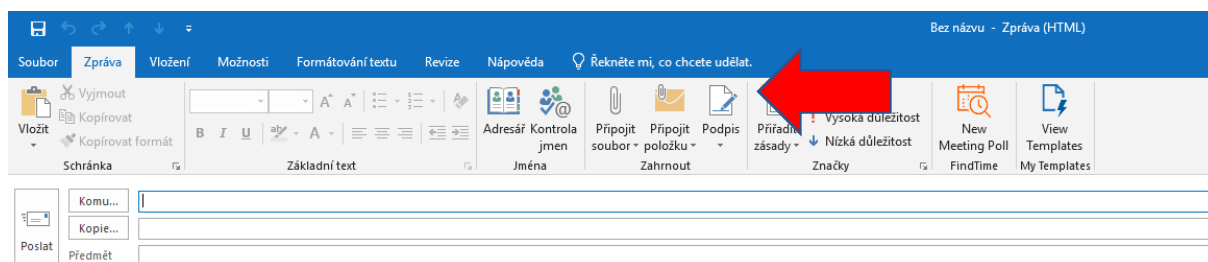 Bez názvu - Zpráva (HTML)
Soubor Zpráva Vložení Možnosti Formátování textu Revize Nápověda Řekněte mi, co chcete udělat.
Vložit
Vyjmout
Kopírovat
Kopírovat formát
Schránka
B I U A
Základní text
Adresář Kontrola jmen
Jména
Připojit soubor Připojit položku Podpis
Zahrnout
Přiřadit zásady
Vysoká důležitost
Nízká důležitost
Značky
New Meeting Poll
FindTime
View Templates
My Templates
Poslat
Komu...
Kopie...
Předmět